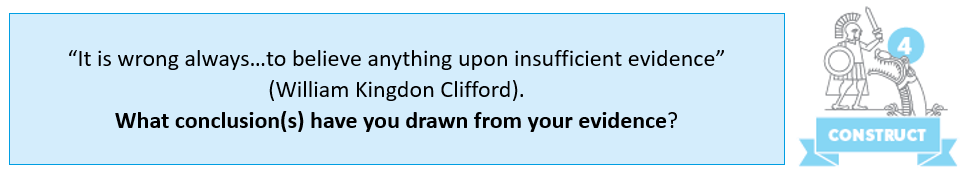 “It is wrong always…to believe anything upon insufficient evidence”
(William Kingdon Clifford).
What conclusion(s) have you drawn from your evidence?
4
CONSTRUCT